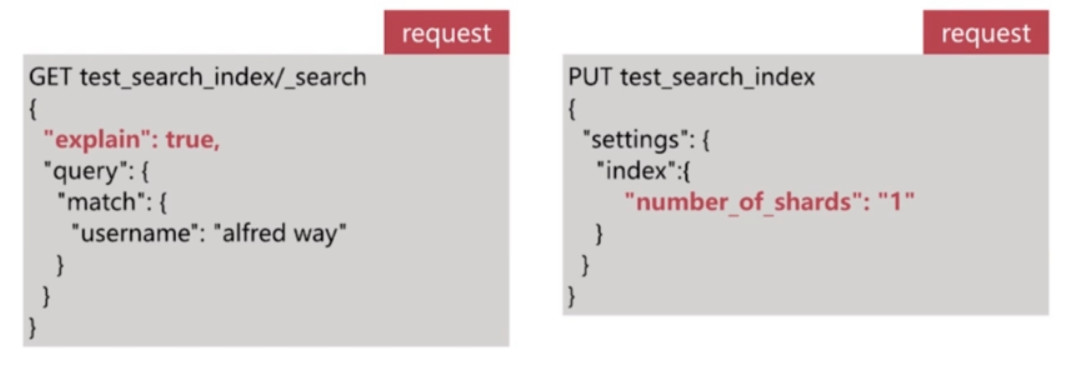 request
GET test_search_index/_search
{
"explain": true,
"query": {
"match": {
"username": "alfred way"
}
}
}
request
PUT test_search_index
{
"settings": {
"index":{
"number_of_shards": "1"
}
}
}